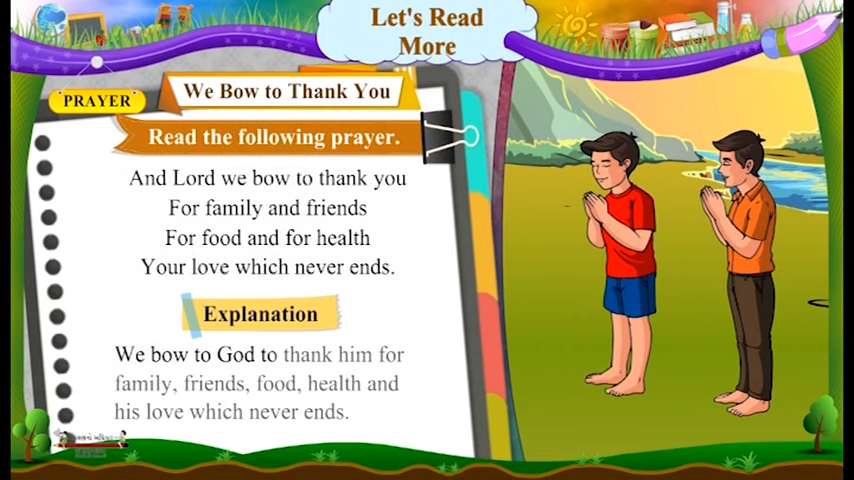 Let's Read
More
PRAYER
We Bow to Thank You
Read the following prayer.
And Lord we bow to thank you
For family and friends
For food and for health
Your love which never ends.
Explanation
We bow to God to thank him for
family, friends, food, health and
his love which never ends.